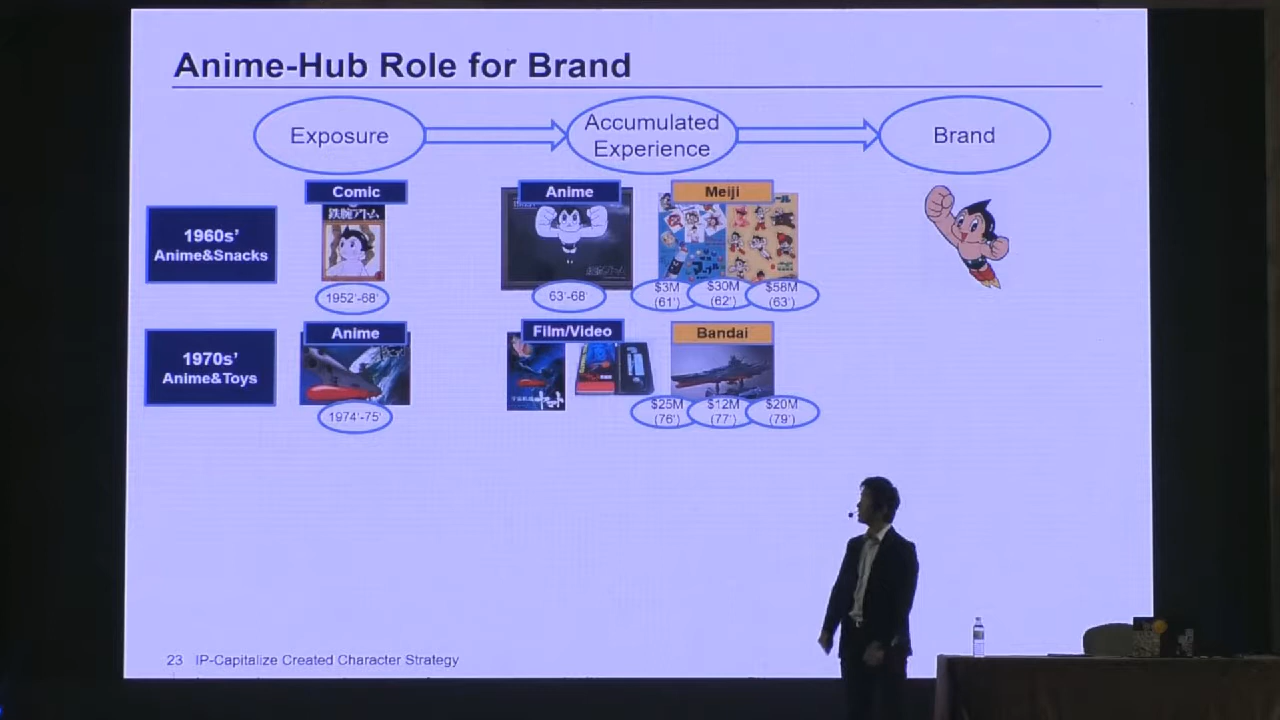 Anime-Hub Role for Brand
Exposure
Accumulated
Experience
Brand
1960s'
Anime&Snacks
Comic
鉄腕アトム
1952'-68'
Anime
63'-68'
Meiji
$3M
(61')
$30M
(62')
$58M
(63')
1970s'
Anime&Toys
Anime
1974'-75'
Film/Video
Bandai
$25M
(76')
$12M
(77')
$20M
(79')
23 IP-Capitalize Created Character Strategy